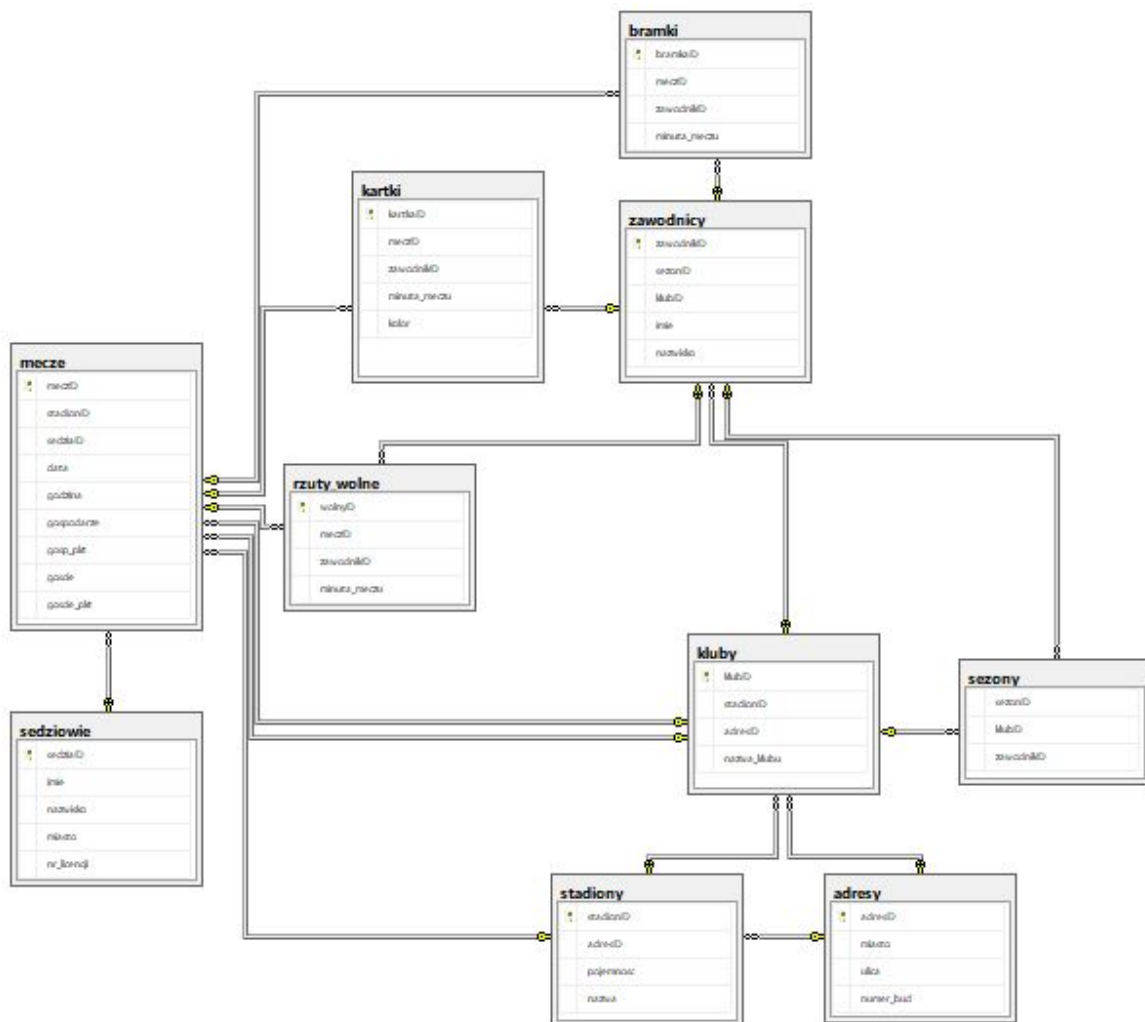 bramki
bramkaID
meczID
zawodnikID
minuta_meczu
kartki
kartkaID
meczID
zawodnikID
minuta_meczu
kolor
zawodnicy
zawodnikID
sezonID
klubID
imie
nazwisko
mecze
meczID
stadionID
sedziaID
data
godzina
gospodarze
gosp_pkt
goscie
goscie_pkt
rzuty_wolne
wolnyID
meczID
zawodnikID
minuta_meczu
kluby
klubID
stadionID
adresID
nazwa_klubu
sezony
sezonID
klubID
zawodnikID
sedziowie
sedziaID
imie
nazwisko
miasto
nr_licencji
stadiony
stadionID
adresID
pojemnosc
nazwa
adresy
adresID
miasto
ulica
numer_bud